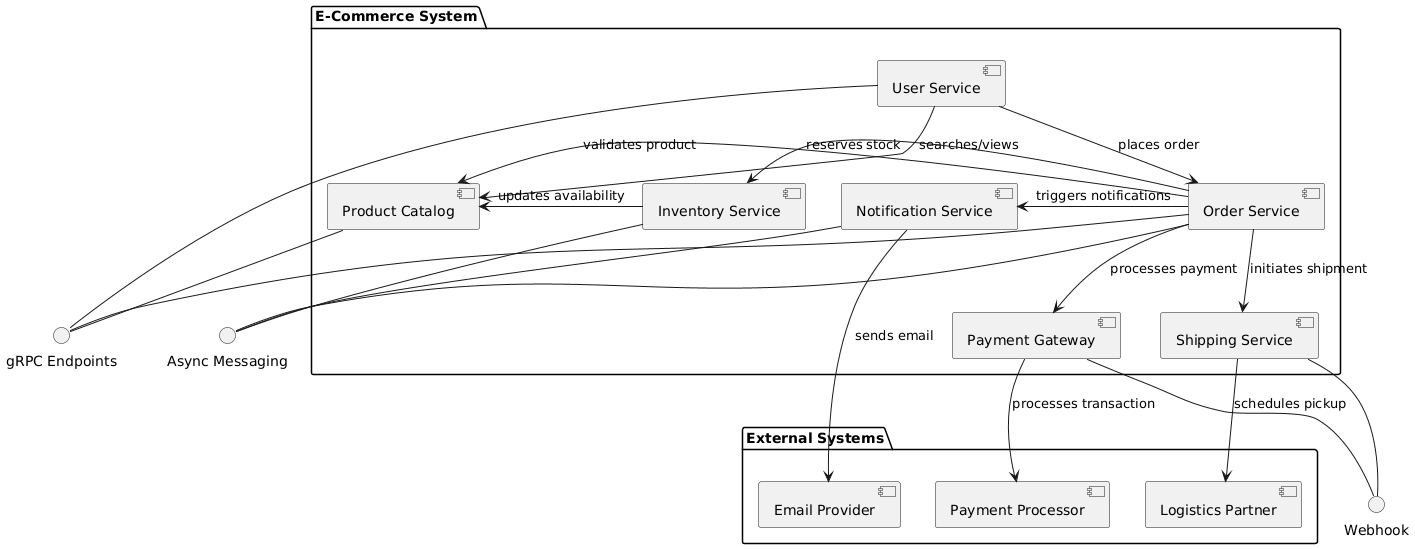 E-Commerce System
User Service
validates product
reserves stock
searches/views
places order
Product Catalog
updates availability
Inventory Service
Notification Service
triggers notifications
Order Service
processes payment
initiates shipment
gRPC Endpoints
Async Messaging
sends email
Payment Gateway
Shipping Service
processes transaction
schedules pickup
External Systems
Email Provider
Payment Processor
Logistics Partner
Webhook